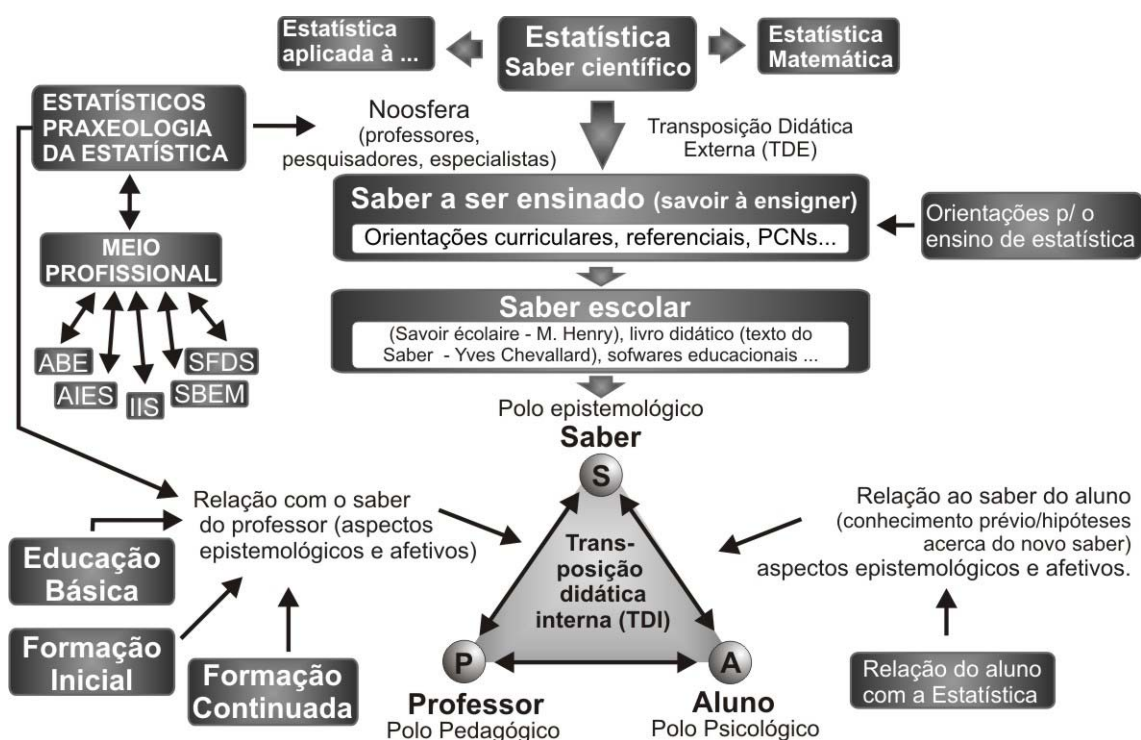 Estatística
aplicada à ...
Estatística
Saber científico
Estatística
Matemática
ESTATÍSTICOS
PRAXEOLOGIA
DA ESTATÍSTICA
Noosfera
(professores,
pesquisadores, especialistas)
Transposição Didática
Externa (TDE)
Saber a ser ensinado (savoir à ensigner)
Orientações curriculares, referenciais, PCNs...
Orientações p/ o
ensino de estatística
MEIO
PROFISSIONAL
ABE
AIES
IIS
SBEM
SFDS
Saber escolar
(Savoir écolaire - M. Henry), livro didático (texto do
Saber - Yves Chevallard), sofwares educacionais ...
Polo epistemológico
Saber
S
Relação com o saber
do professor (aspectos
epistemológicos e afetivos)
Relação ao saber do aluno
(conhecimento prévio/hipóteses
acerca do novo saber)
aspectos epistemológicos e afetivos.
Trans-
posição
didática
interna (TDI)
Educação
Básica
Formação
Inicial
Formação
Continuada
P
A
Professor
Polo Pedagógico
Aluno
Polo Psicológico
Relação do aluno
com a Estatística